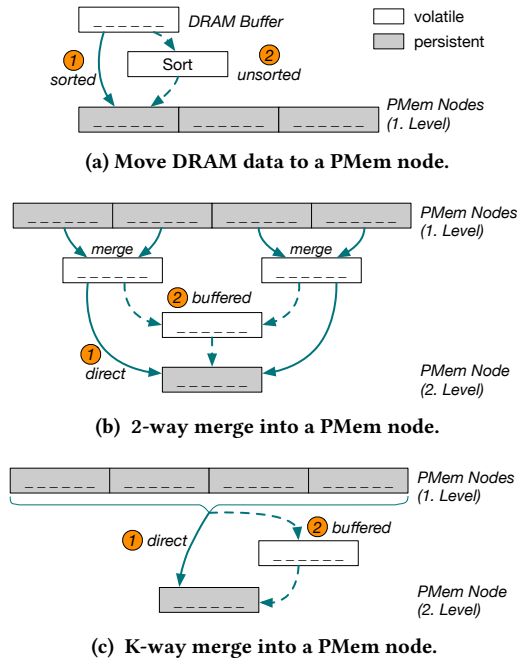 DRAM Buffer
volatile
persistent
1
sorted
Sort
2
unsorted
PMem Nodes
(1. Level)
(a) Move DRAM data to a PMem node.
PMem Nodes
(1. Level)
merge
merge
2 buffered
1
direct
PMem Node
(2. Level)
(b) 2-way merge into a PMem node.
PMem Nodes
(1. Level)
1 direct
2 buffered
PMem Node
(2. Level)
(c) K-way merge into a PMem node.